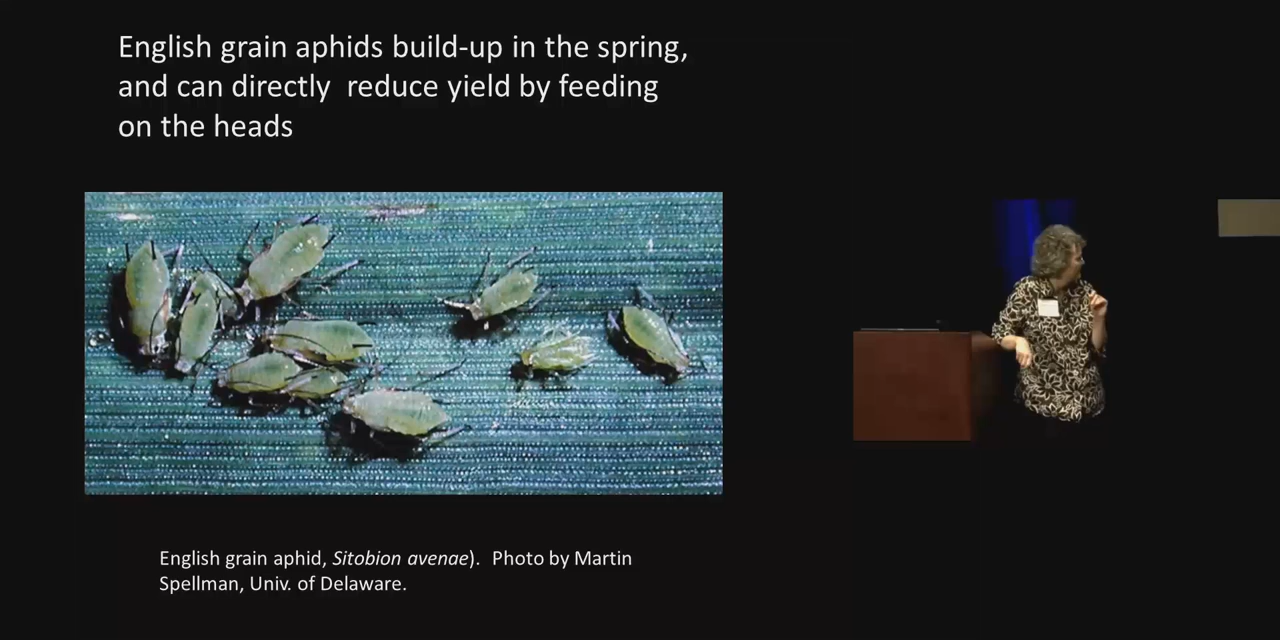 English grain aphids build-up in the spring,
and can directly reduce yield by feeding
on the heads
English grain aphid, Sitobion avenae). Photo by Martin
Spellman, Univ. of Delaware.